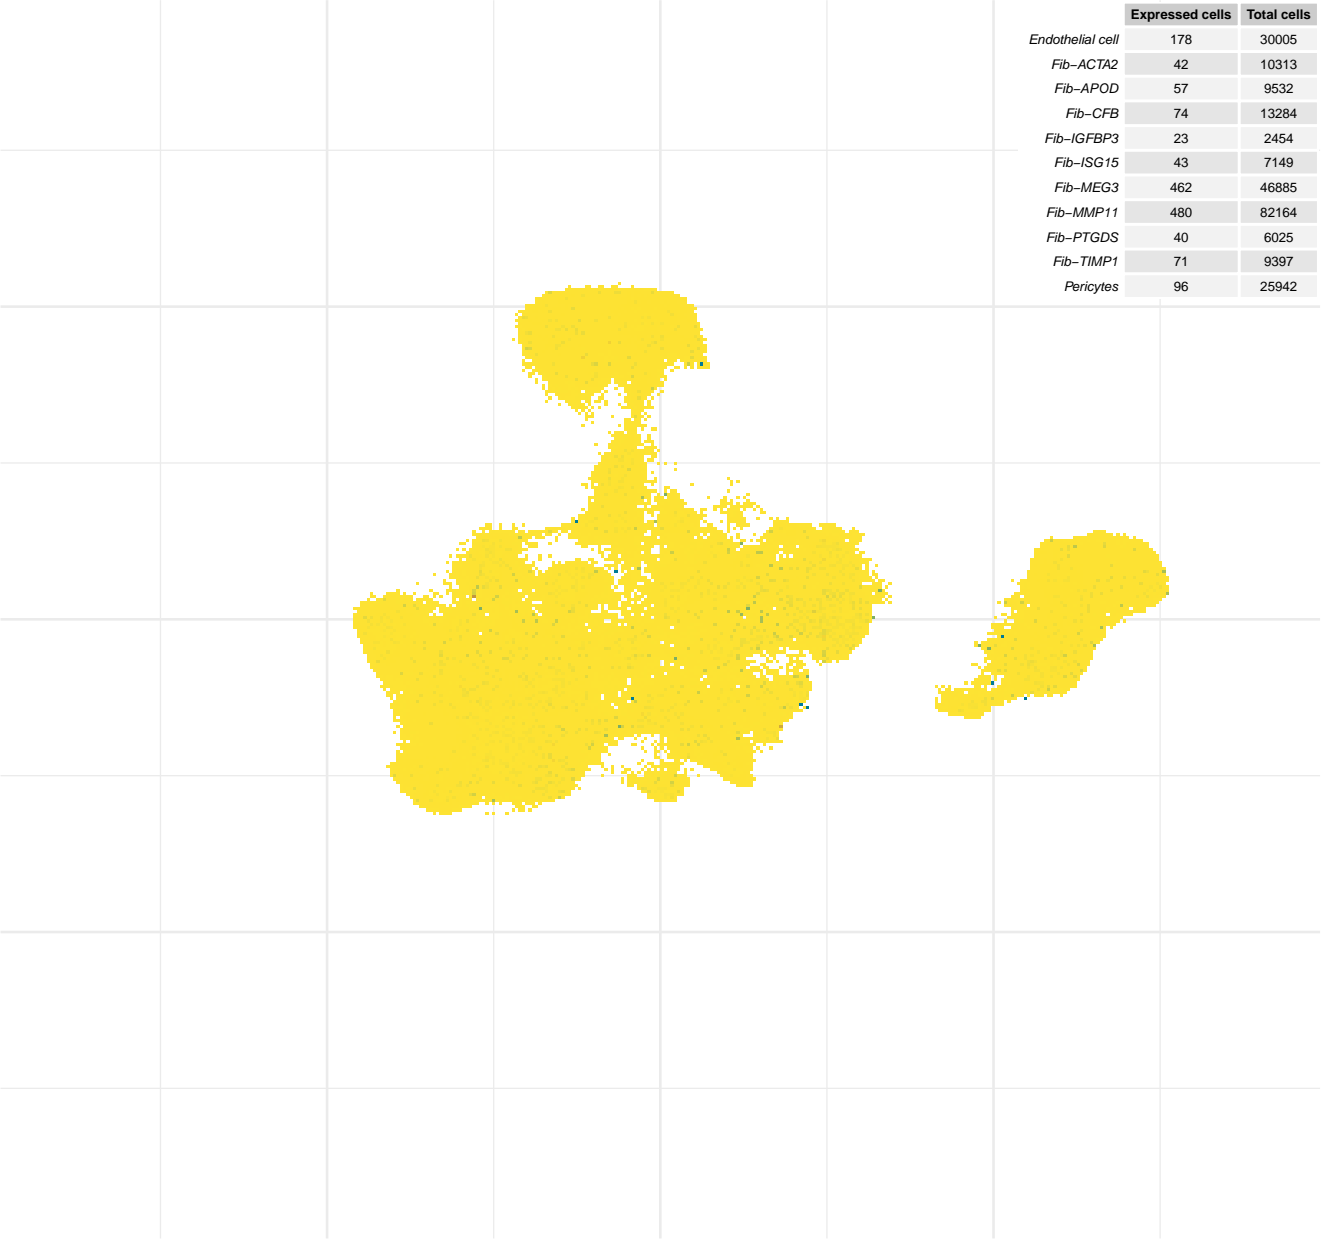 Expressed cells Total cells
Endothelial cell 178 30005
Fib−ACTA2 42 10313
Fib−APOD 57 9532
Fib−CFB 74 13284
Fib−IGFBP3 23 2454
Fib−ISG15 43 7149
Fib−MEG3 462 46885
Fib−MMP11 480 82164
Fib−PTGDS 40 6025
Fib−TIMP1 71 9397
Pericytes 96 25942